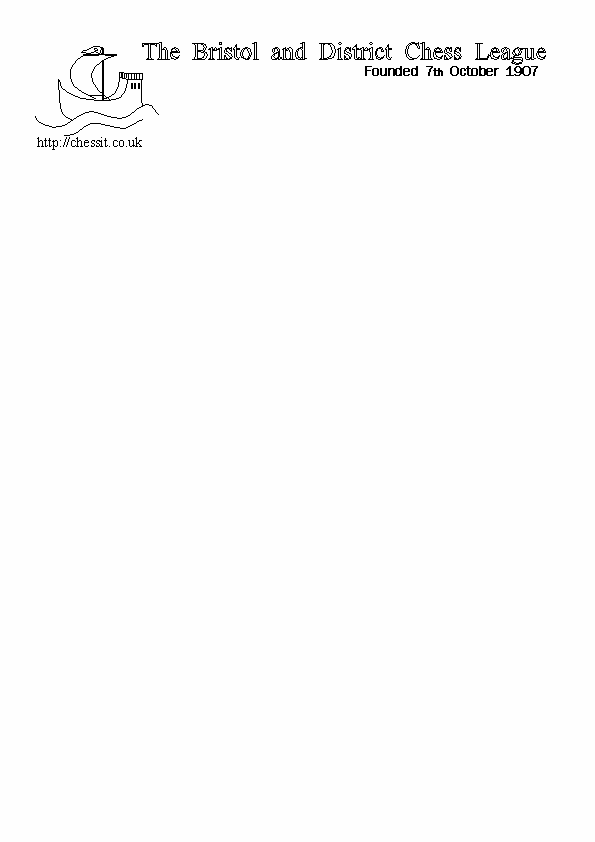 The Bristol and District Chess League
Founded 7th October 1907
http://chessit.co.uk